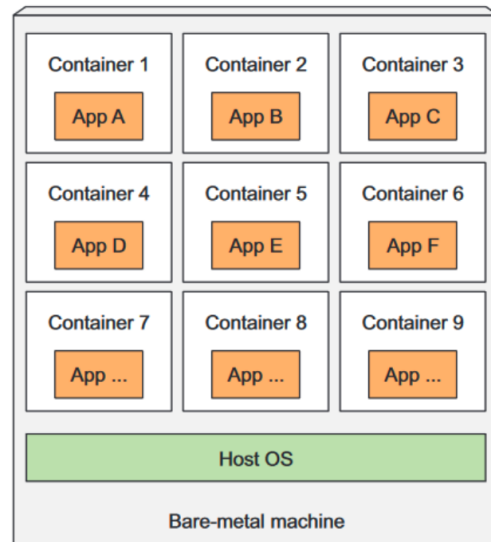 Container 1
Container 2
Container 3
App A
App B
App C
Container 4
Container 5
Container 6
App D
App E
App F
Container 7
Container 8
Container 9
App ...
App ...
App ...
Host OS
Bare-metal machine